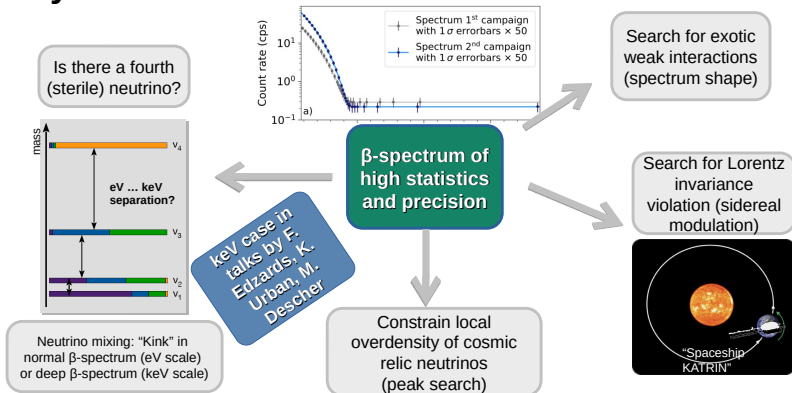 Is there a fourth
(sterile) neutrino?
mass
ν4
eV ... keV
separation?
ν3
ν2
ν1
Neutrino mixing: “Kink” in
normal β-spectrum (eV scale)
or deep β-spectrum (keV scale)
Count rate (cps)
10¹
10⁰
10⁻¹
a)
Spectrum 1st campaign
with 1σ errorbars × 50
Spectrum 2nd campaign
with 1σ errorbars × 50
β-spectrum of
high statistics
and precision
keV case in
talks by F.
Edzards, K.
Urban, M.
Descher
Constrain local
overdensity of cosmic
relic neutrinos
(peak search)
Search for exotic
weak interactions
(spectrum shape)
Search for Lorentz
invariance
violation (sidereal
modulation)
“Spaceship
KATRIN”